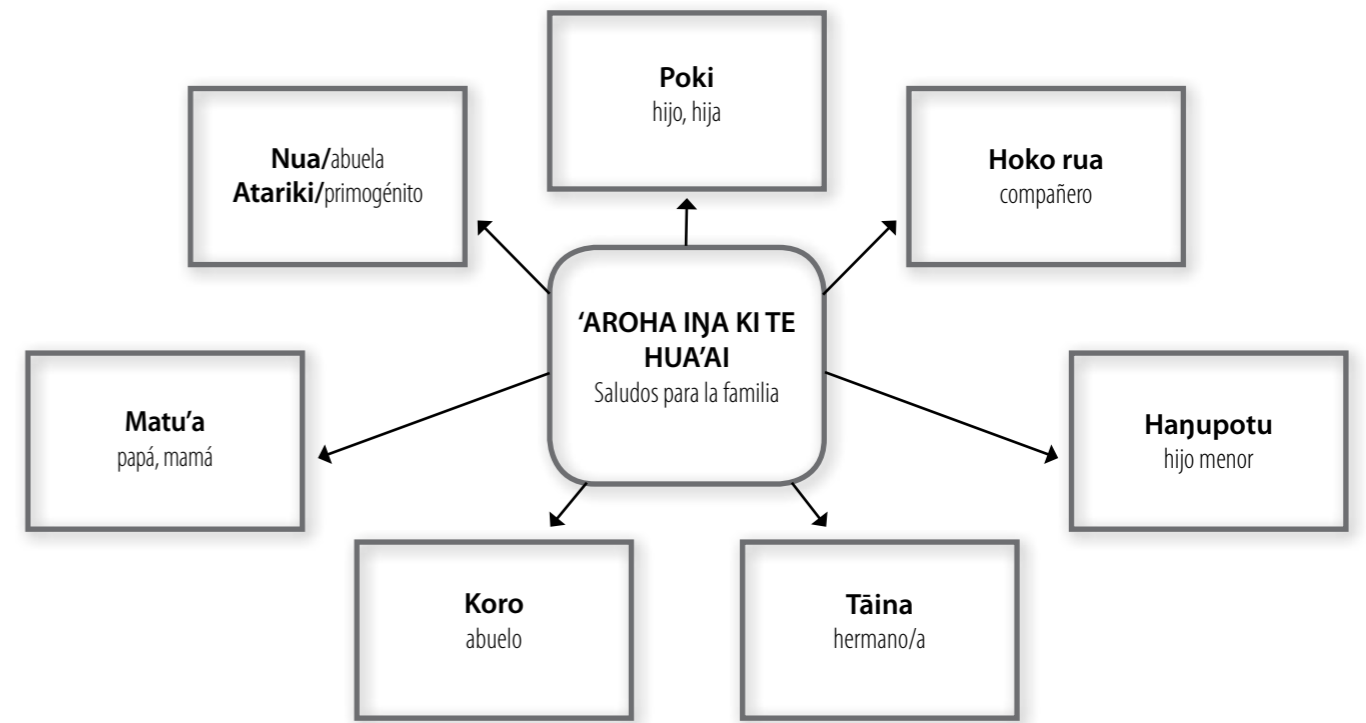 Poki
hijo, hija
Nua/abuela
Atariki/primogénito
Hoko rua
compañero
‘AROHA IŊA KI TE
HUA’AI
Saludos para la familia
Matu’a
papá, mamá
Haŋupotu
hijo menor
Koro
abuelo
Tāina
hermano/a